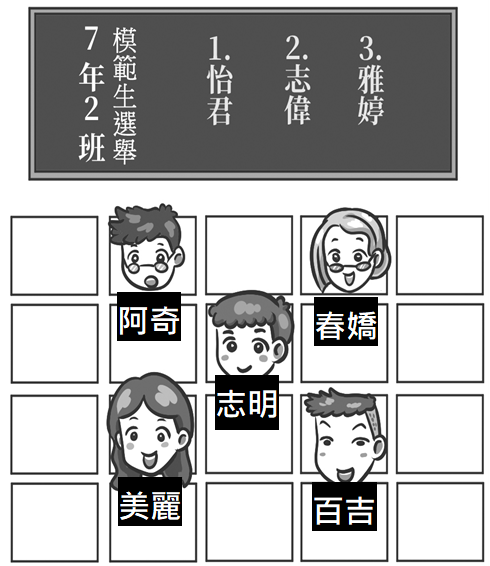 7年2班
模範生選舉
1.怡君
2.志偉
3.雅婷
阿奇
春嬌
志明
美麗
百吉